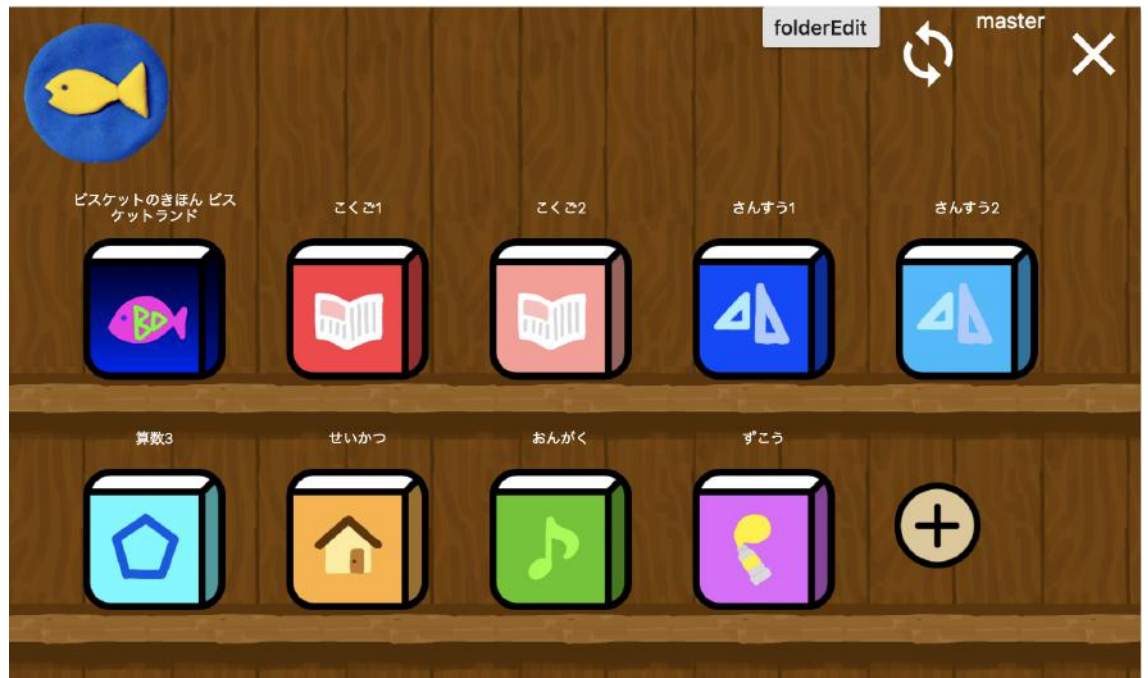 folderEdit
master
ビスケットのきほん ビス
ケットランド
こくご1
こくご2
さんすう1
さんすう2
算数3
せいかつ
おんがく
ずこう